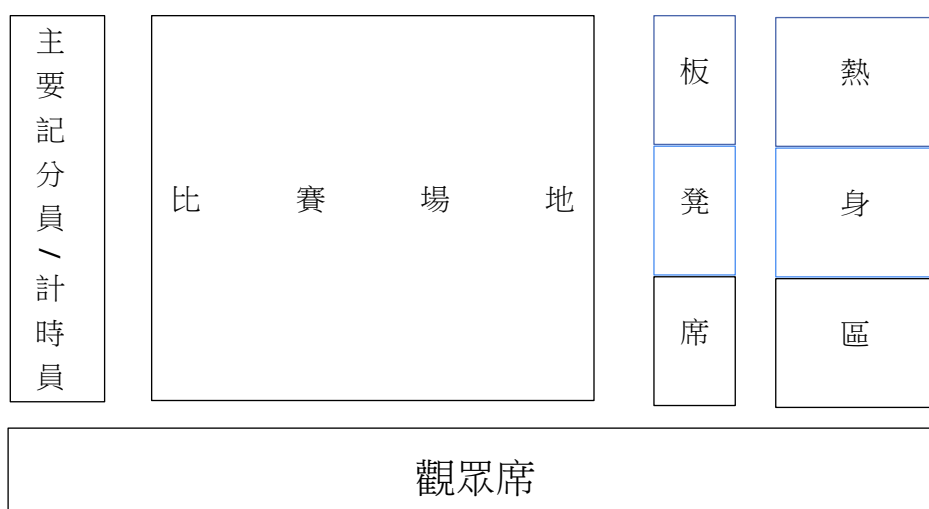 主要記分員/計時員
比賽場地
板凳席
熱身區
觀眾席